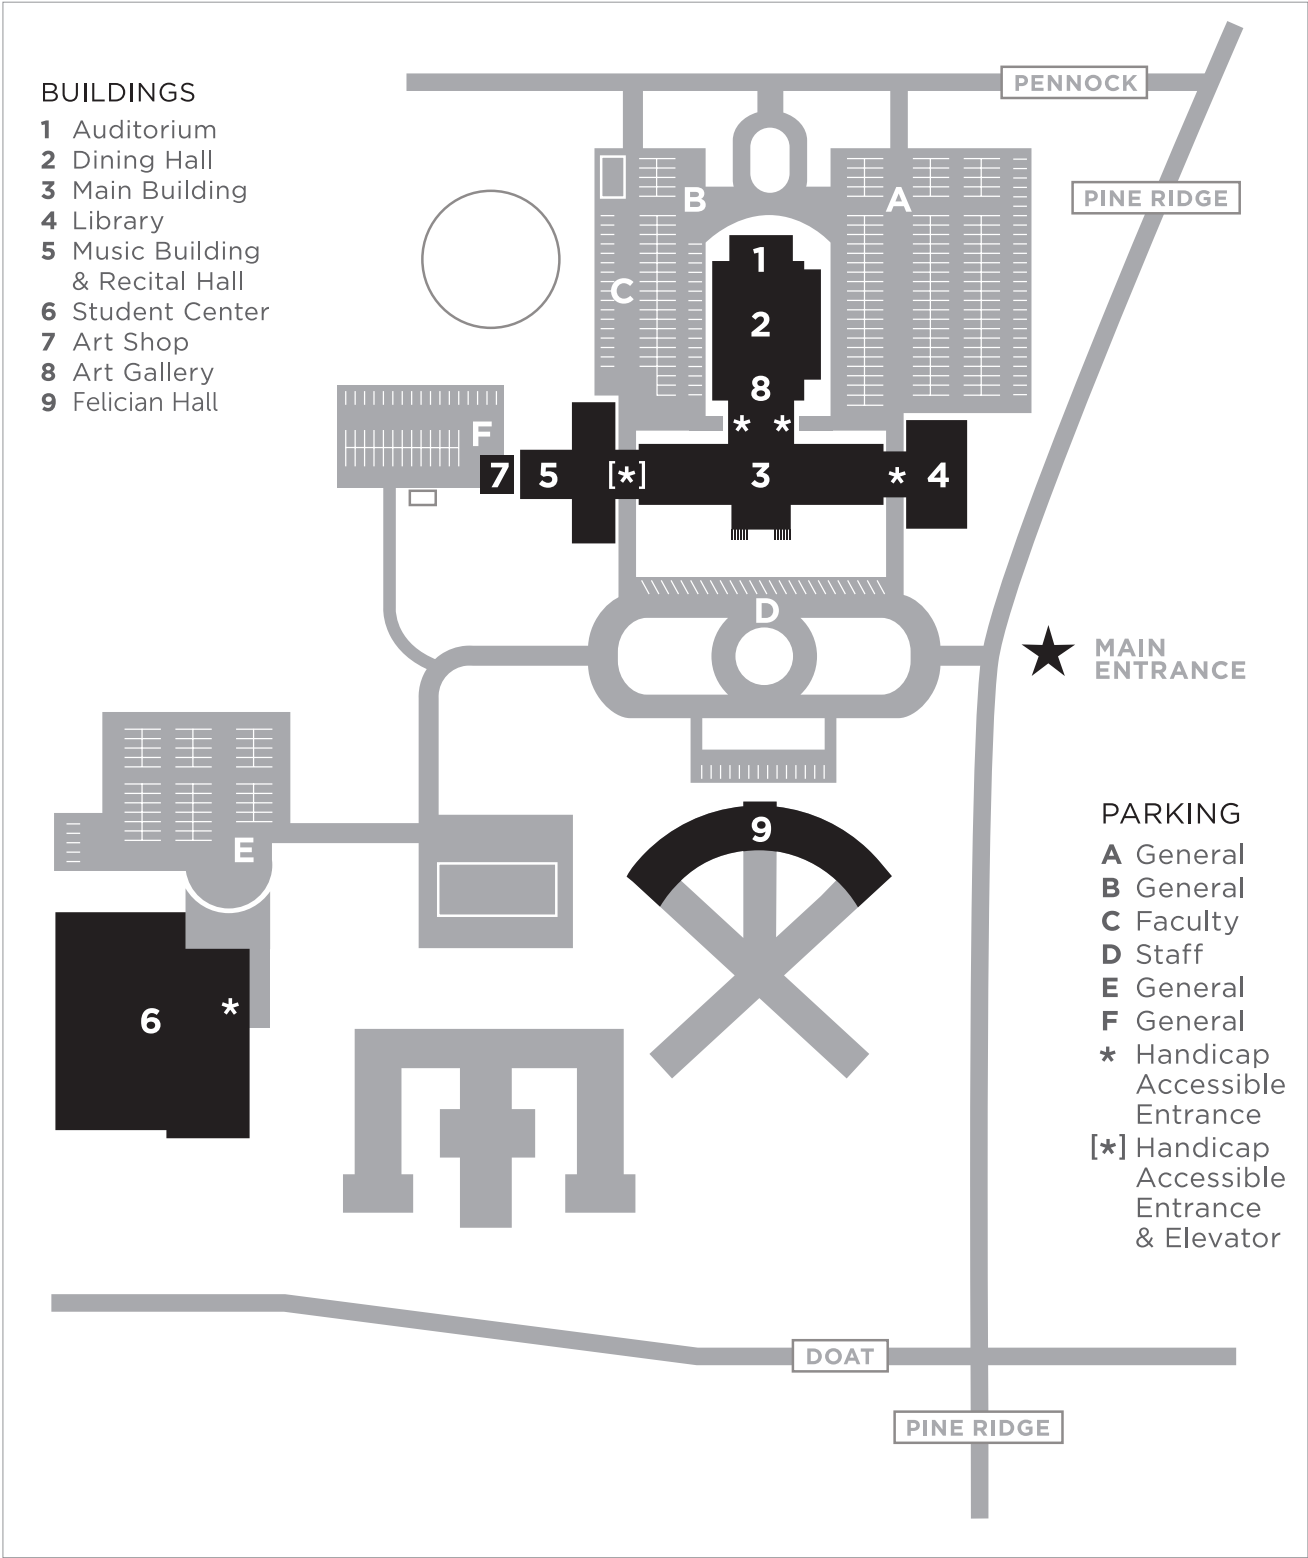 PENNOCK
BUILDINGS
1 Auditorium
2 Dining Hall
3 Main Building
4 Library
5 Music Building
& Recital Hall
6 Student Center
7 Art Shop
8 Art Gallery
9 Felician Hall
PINE RIDGE
B
A
1
C
2
8
* *
F
7
5
[*]
3
*
4
D
MAIN
ENTRANCE
E
9
6
*
PARKING
A General
B General
C Faculty
D Staff
E General
F General
* Handicap
Accessible
Entrance
[*] Handicap
Accessible
Entrance
& Elevator
DOAT
PINE RIDGE